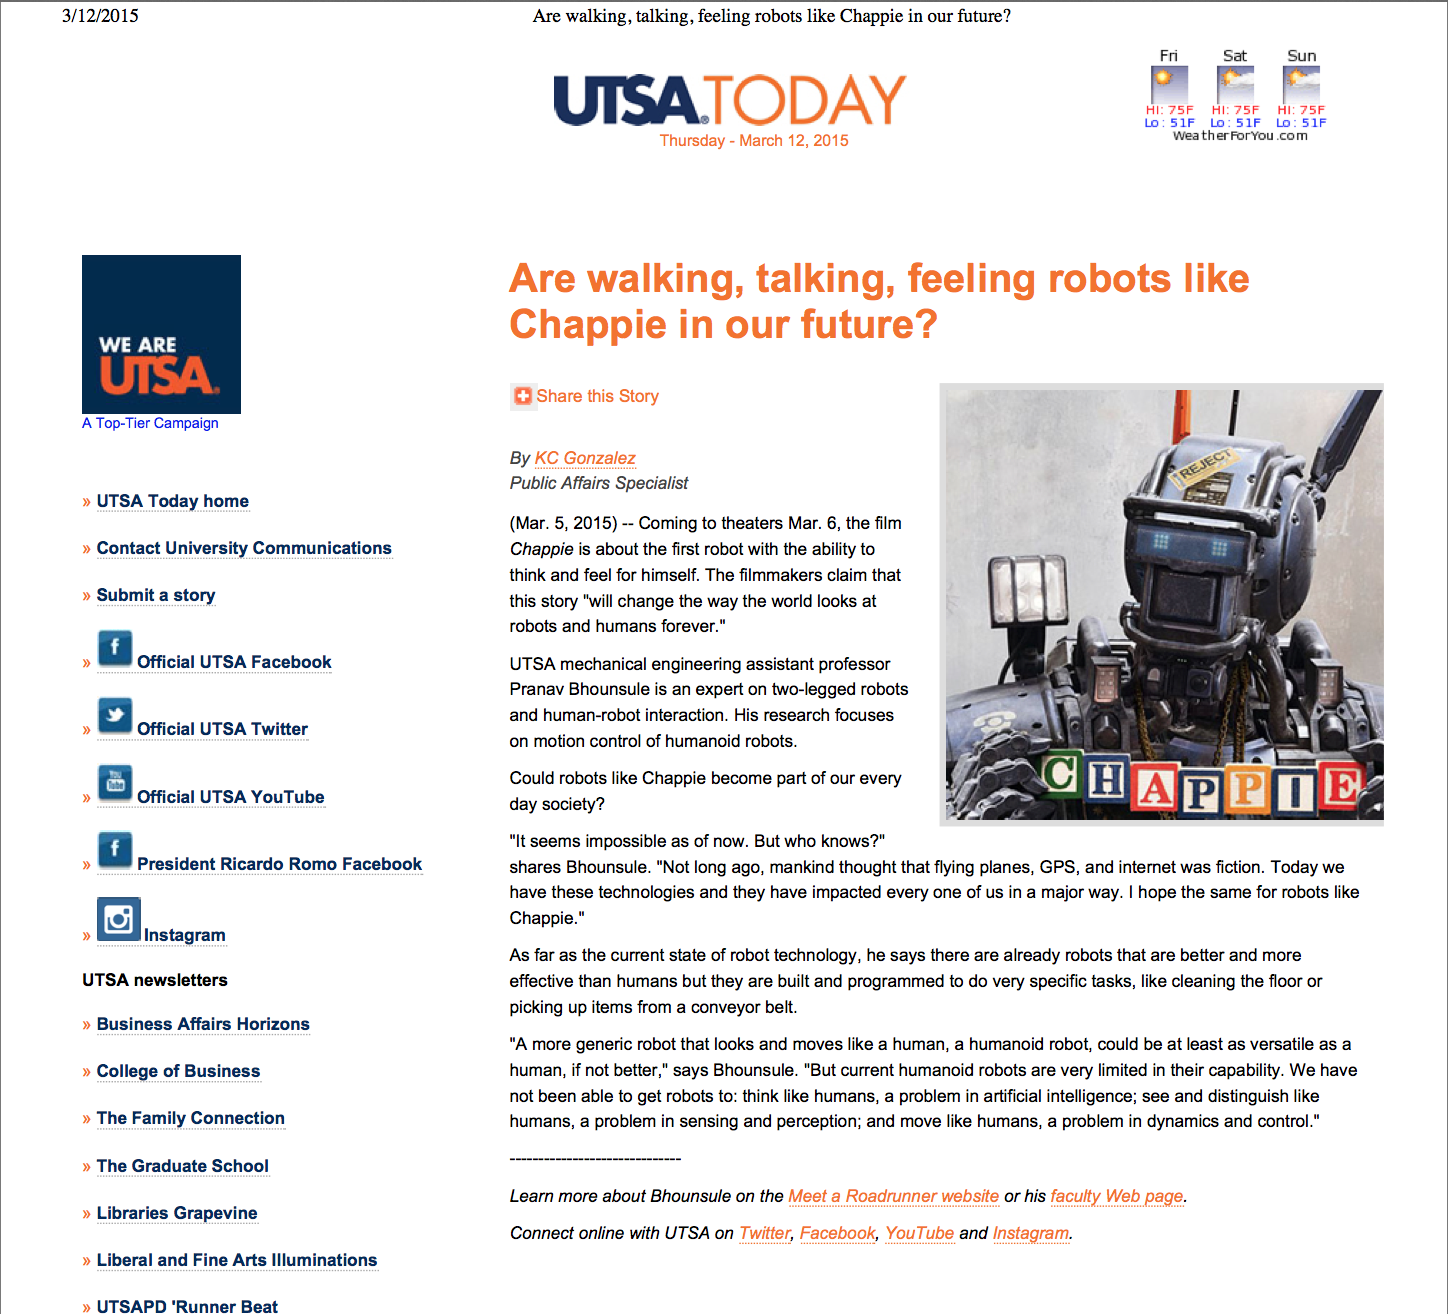 3/12/2015
Are walking, talking, feeling robots like Chappie in our future?
UTSA.TODAY
Thursday - March 12, 2015
Fri Sat Sun
Hi: 75F Hi: 75F Hi: 75F
Lo: 51F Lo: 51F Lo: 51F
WeatherForYou.com
WE ARE
UTSA.
A Top-Tier Campaign
» UTSA Today home
» Contact University Communications
» Submit a story
» Official UTSA Facebook
» Official UTSA Twitter
» You Tube Official UTSA YouTube
» President Ricardo Romo Facebook
» Instagram
UTSA newsletters
» Business Affairs Horizons
» College of Business
» The Family Connection
» The Graduate School
» Libraries Grapevine
» Liberal and Fine Arts Illuminations
» UTSAPD 'Runner Beat
Are walking, talking, feeling robots like
Chappie in our future?
Share this Story
By KC Gonzalez
Public Affairs Specialist
(Mar. 5, 2015) -- Coming to theaters Mar. 6, the film
Chappie is about the first robot with the ability to
think and feel for himself. The filmmakers claim that
this story "will change the way the world looks at
robots and humans forever."
UTSA mechanical engineering assistant professor
Pranav Bhounsule is an expert on two-legged robots
and human-robot interaction. His research focuses
on motion control of humanoid robots.
Could robots like Chappie become part of our every
day society?
"It seems impossible as of now. But who knows?"
shares Bhounsule. "Not long ago, mankind thought that flying planes, GPS, and internet was fiction. Today we
have these technologies and they have impacted every one of us in a major way. I hope the same for robots like
Chappie."
As far as the current state of robot technology, he says there are already robots that are better and more
effective than humans but they are built and programmed to do very specific tasks, like cleaning the floor or
picking up items from a conveyor belt.
"A more generic robot that looks and moves like a human, a humanoid robot, could be at least as versatile as a
human, if not better," says Bhounsule. "But current humanoid robots are very limited in their capability. We have
not been able to get robots to: think like humans, a problem in artificial intelligence; see and distinguish like
humans, a problem in sensing and perception; and move like humans, a problem in dynamics and control."
------------------------------
Learn more about Bhounsule on the Meet a Roadrunner website or his faculty Web page.
Connect online with UTSA on Twitter, Facebook, YouTube and Instagram.
REJECT
CHAPPIE